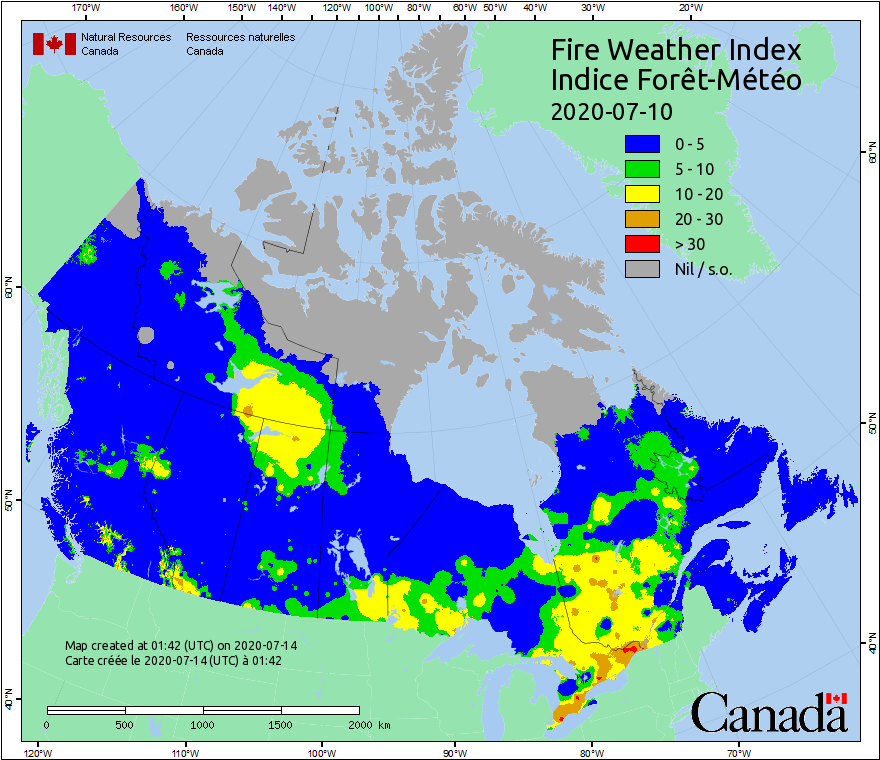 170°W 160°W 150°W 140°W 130°W 120°W 110°W 100°W 90°W 80°W 70°W 60°W 50°W 40°W 30°W 20°W
Natural Resources Ressources naturelles
Canada Canada
Fire Weather Index
Indice Forêt-Météo
2020-07-10
0 - 5
5 - 10
10 - 20
20 - 30
> 30
Nil / s.o.
60°N
60°N
50°N
50°N
40°N
40°N
Map created at 01:42 (UTC) on 2020-07-14
Carte créée le 2020-07-14 (UTC) à 01:42
0 500 1000 1500 2000 km
Canada
120°W 110°W 100°W 90°W 80°W 70°W